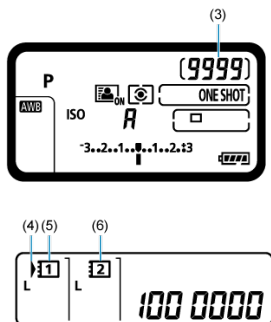 (3)
(9999)
P
ON
ONE SHOT
AWB
ISO
A
-3..2..1..▮..1..2.:3
(4) (5) (6)
1 2
L L
100 0000